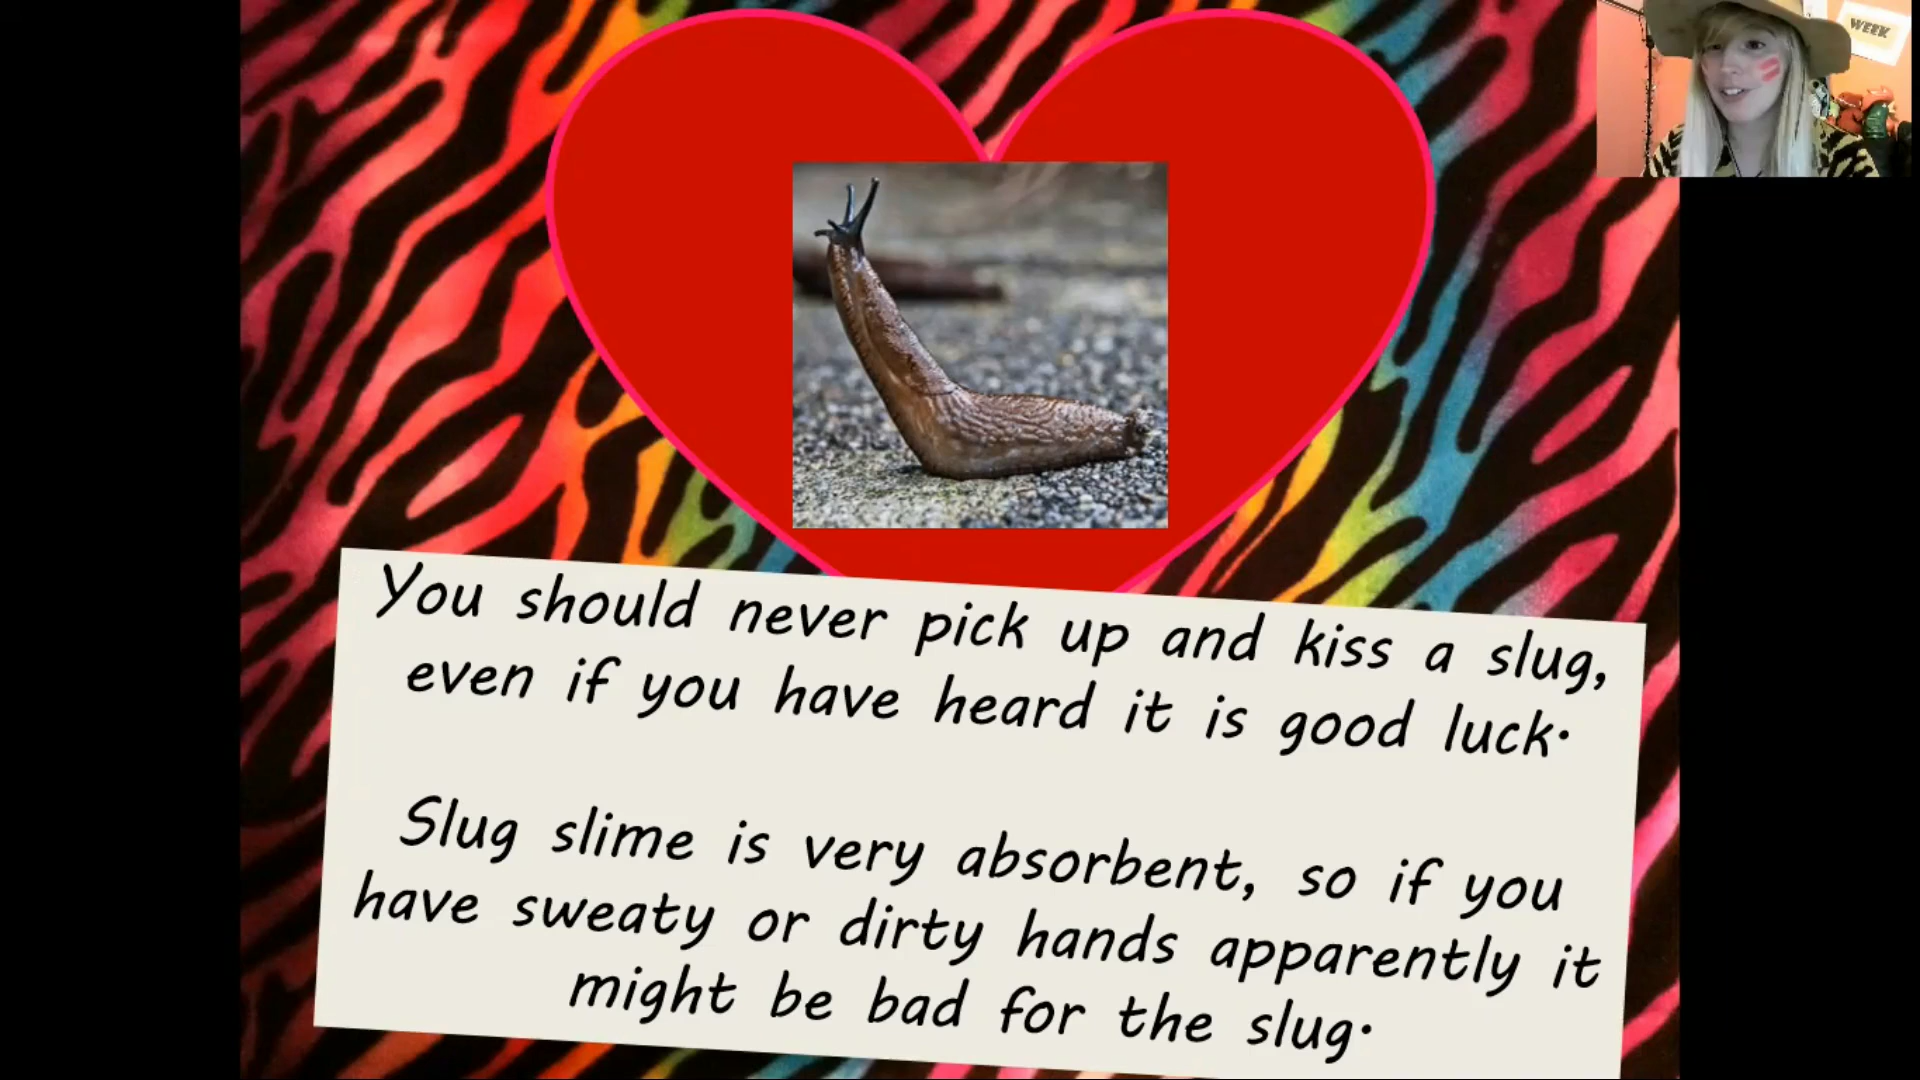 WEEK
You should never pick up and kiss a slug,
even if you have heard it is good luck.
Slug slime is very absorbent, so if you
have sweaty or dirty hands apparently it
might be bad for the slug.